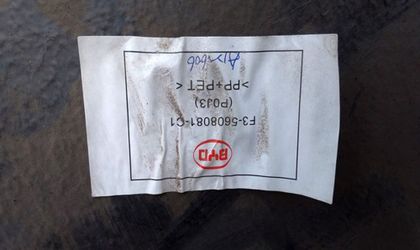 BYD
F3-5608081-C1
(P0J3)
>PP+PET<